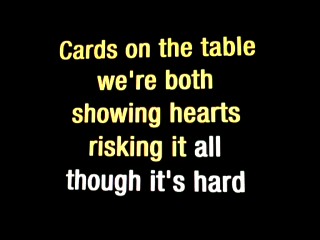 Cards on the table
we're both
showing hearts
risking it all
though it's hard